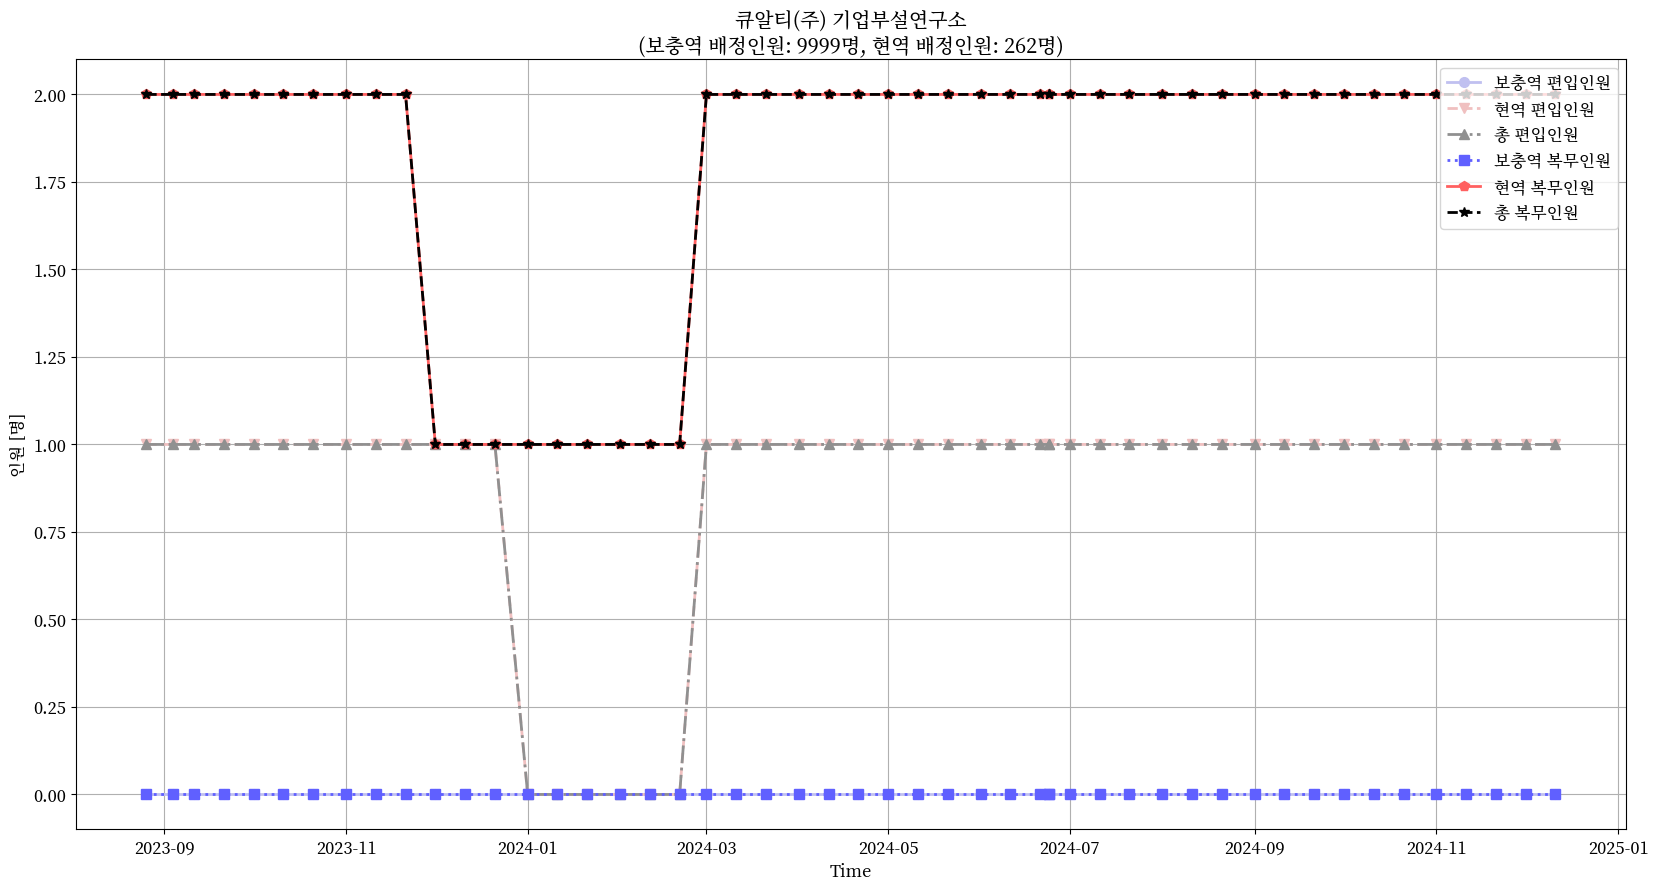 큐알티(주) 기업부설연구소
(보충역 배정인원: 9999명, 현역 배정인원: 262명)
보충역 편입인원
현역 편입인원
총 편입인원
보충역 복무인원
현역 복무인원
총 복무인원
인원 [명]
2.00
1.75
1.50
1.25
1.00
0.75
0.50
0.25
0.00
2023-09
2023-11
2024-01
2024-03
2024-05
2024-07
2024-09
2024-11
2025-01
Time